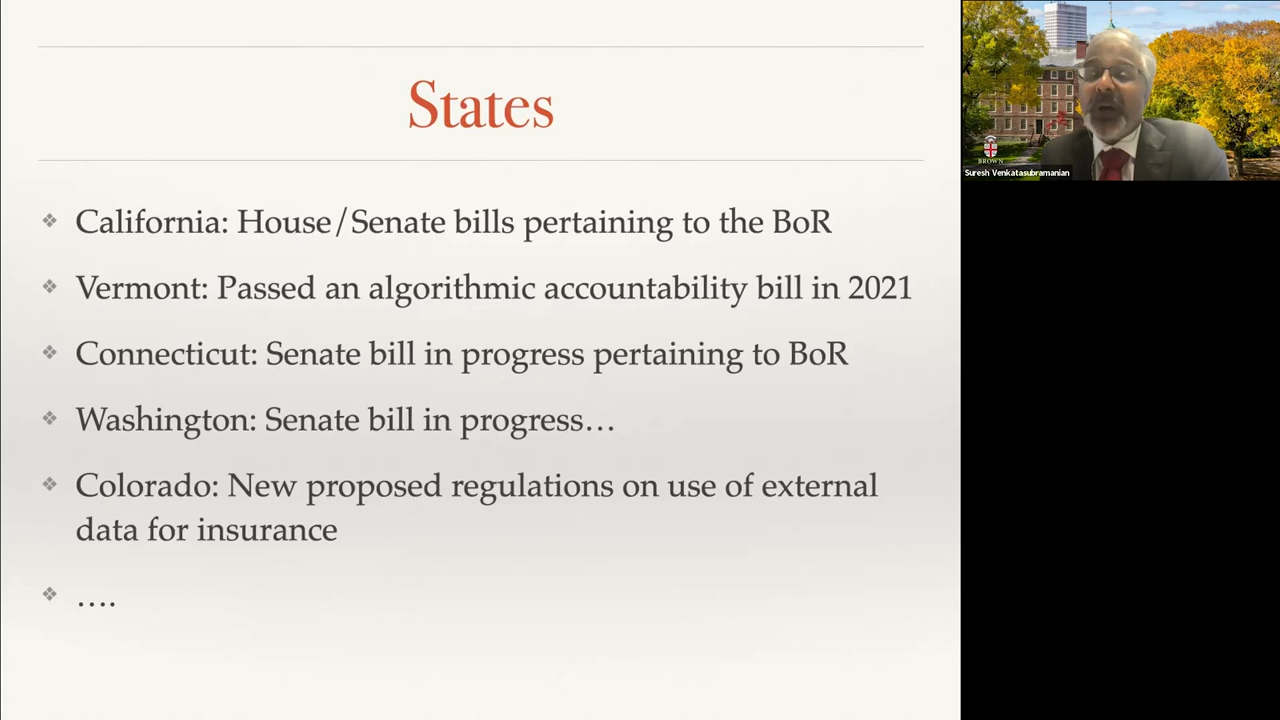 States
California: House/Senate bills pertaining to the BoR
Vermont: Passed an algorithmic accountability bill in 2021
Connecticut: Senate bill in progress pertaining to BoR
Washington: Senate bill in progress…
Colorado: New proposed regulations on use of external
data for insurance
….
BROWN
Suresh Venkatasubramanian